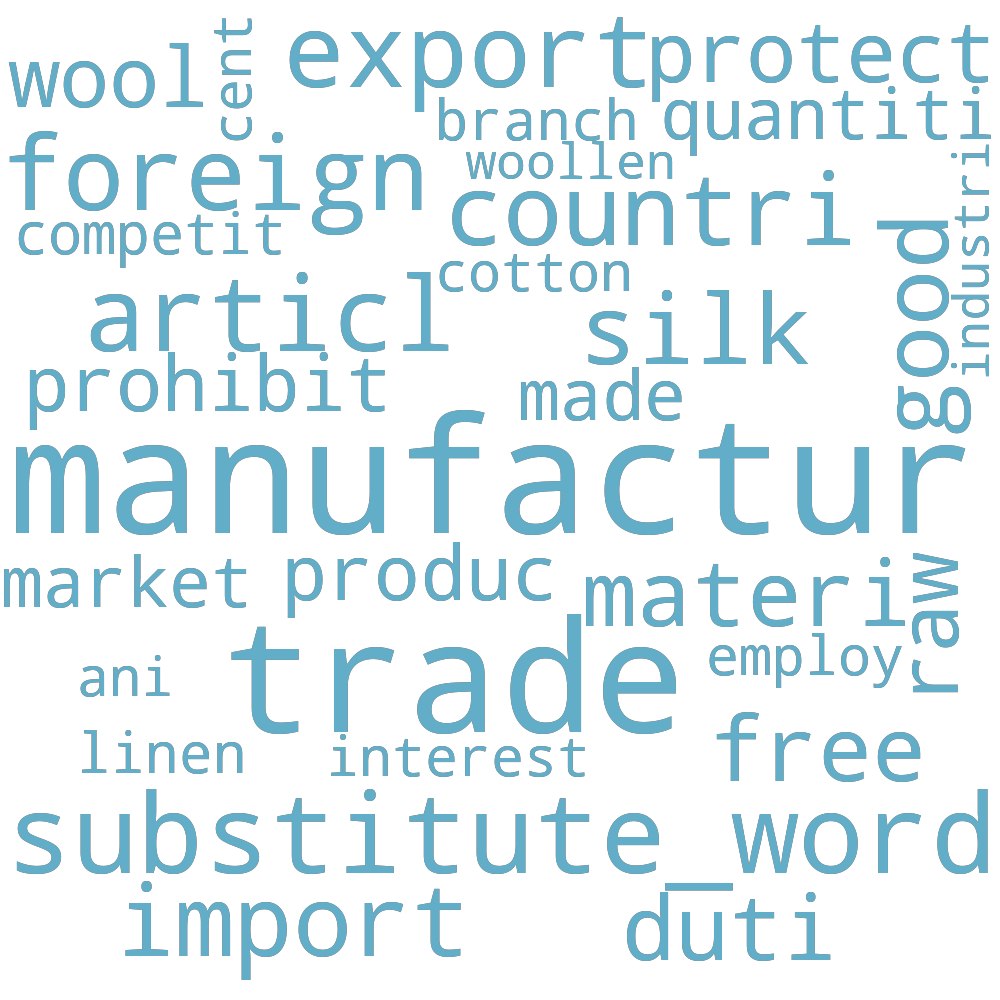 wool
cent
export
protect
branch
quantiti
foreign
woollen
industri
countri
competit
good
cotton
articl
silk
prohibit
made
manufactur
market
produc
materi
raw
trade
employ
ani
linen
interest
free
substitute_word
import
duti